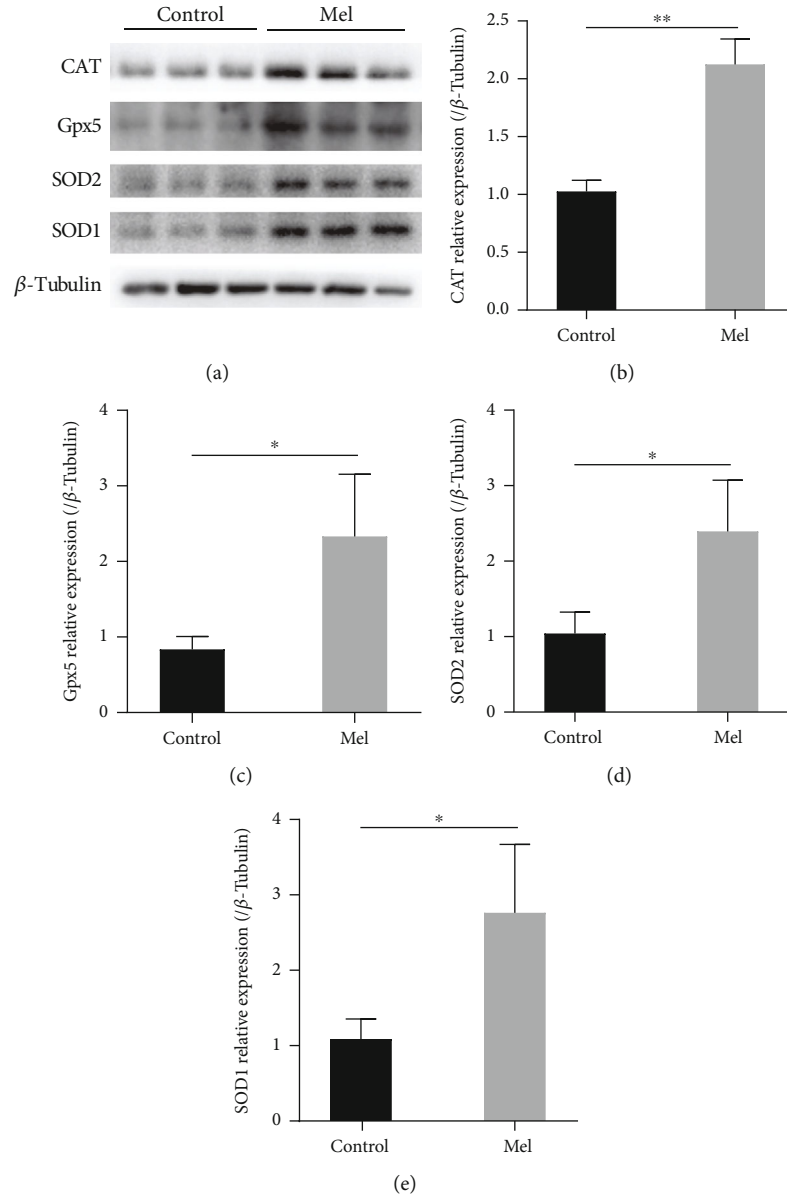 Control Mel
CAT
Gpx5
SOD2
SOD1
β-Tubulin
(a)
CAT relative expression (/β-Tubulin)
2.5
2.0
1.5
1.0
0.5
0.0
**
Control Mel
(b)
Gpx5 relative expression (/β-Tubulin)
4
3
2
1
0
*
Control Mel
(c)
SOD2 relative expression (/β-Tubulin)
4
3
2
1
0
*
Control Mel
(d)
SOD1 relative expression (/β-Tubulin)
4
3
2
1
0
*
Control Mel
(e)